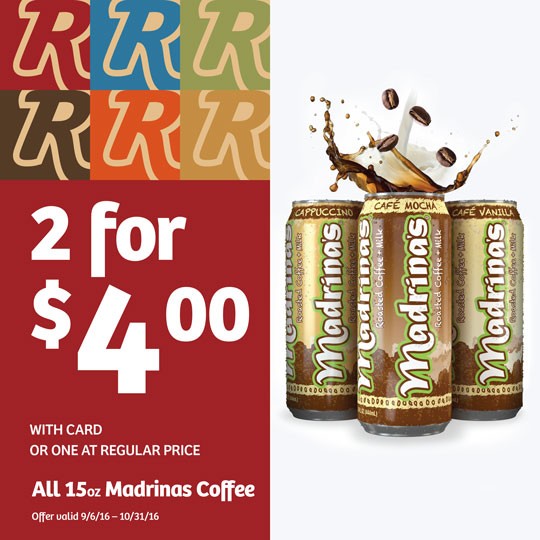 R R R
R R R
2 for
$4 00
WITH CARD
OR ONE AT REGULAR PRICE
All 15oz Madrinas Coffee
Offer valid 9/6/16 – 10/31/16
CAPPUCCINO
Madrinas
Roasted Coffee + Milk
CAFÉ MOCHA
Madrinas
Roasted Coffee + Milk
CAFÉ VANILLA
Madrinas
Roasted Coffee + Milk